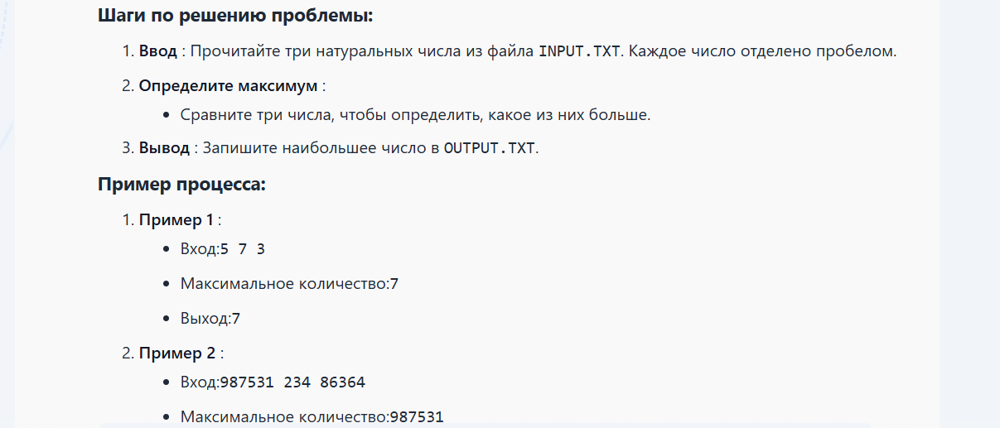 Шаги по решению проблемы:
1. Ввод : Прочитайте три натуральных числа из файла INPUT.TXT. Каждое число отделено пробелом.
2. Определите максимум :
• Сравните три числа, чтобы определить, какое из них больше.
3. Вывод : Запишите наибольшее число в OUTPUT.TXT.
Пример процесса:
1. Пример 1 :
• Вход:5 7 3
• Максимальное количество:7
• Выход:7
2. Пример 2 :
• Вход:987531 234 86364
• Максимальное количество:987531